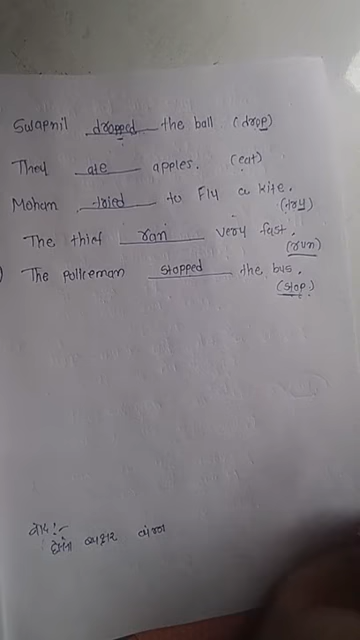 Swapnil dropped the ball. (drop)
They ate apples. (eat)
Mohan tried to Fly a kite. (try)
The thief ran very fast. (run)
) The policeman stopped the bus. (stop)